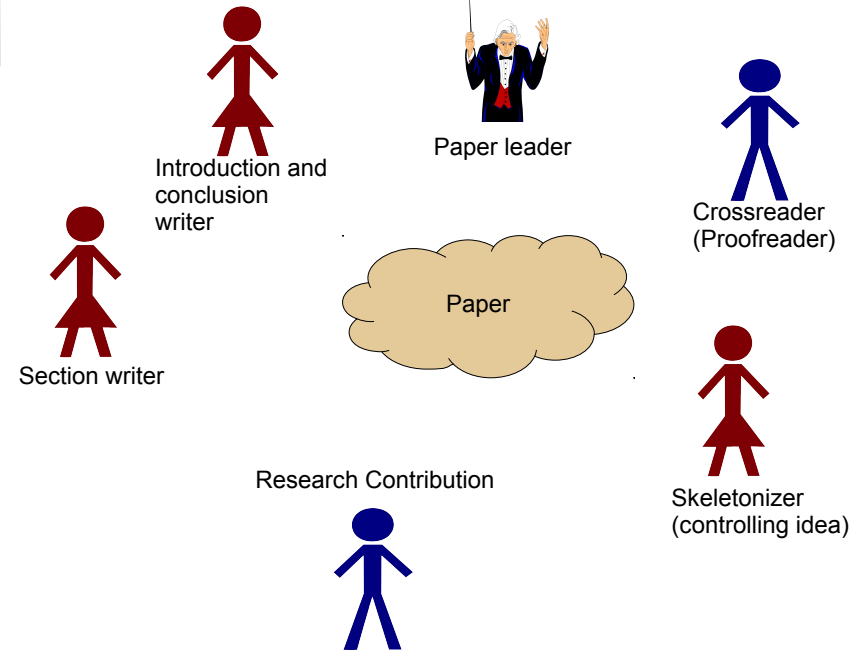 Paper leader
Introduction and
conclusion
writer
Crossreader
(Proofreader)
Paper
Section writer
Research Contribution
Skeletonizer
(controlling idea)